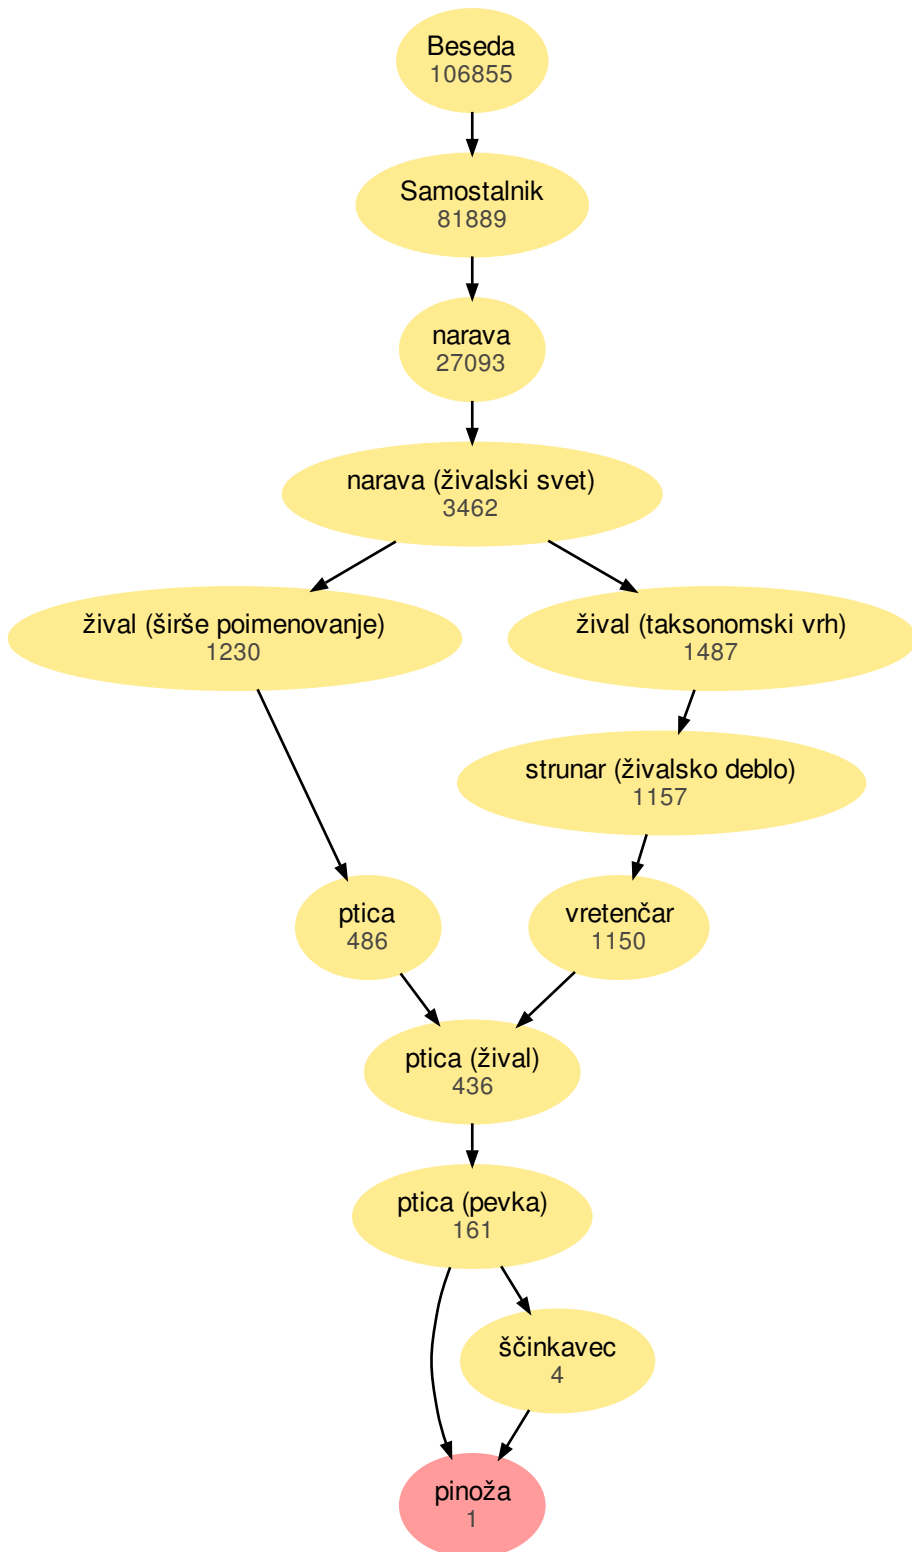 Beseda
106855
Samostalnik
81889
narava
27093
narava (živalski svet)
3462
žival (širše poimenovanje)
1230
žival (taksonomski vrh)
1487
strunar (živalsko deblo)
1157
ptica
486
vretenčar
1150
ptica (žival)
436
ptica (pevka)
161
ščinkavec
4
pinoža
1